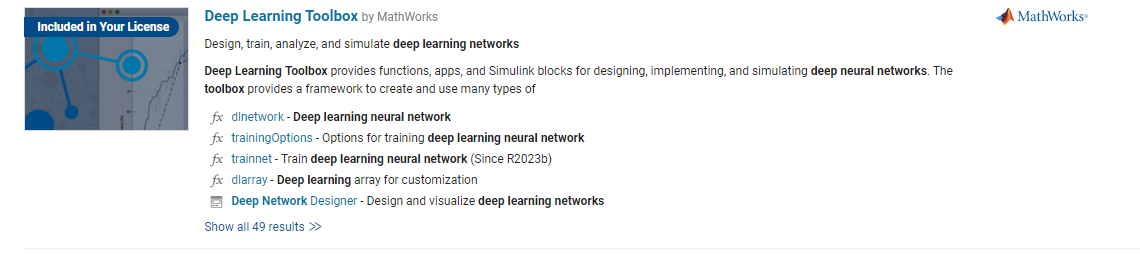 Included in Your License
Deep Learning Toolbox by MathWorks
MathWorks®
Design, train, analyze, and simulate deep learning networks
Deep Learning Toolbox provides functions, apps, and Simulink blocks for designing, implementing, and simulating deep neural networks. The
toolbox provides a framework to create and use many types of
fx dlnetwork - Deep learning neural network
fx trainingOptions - Options for training deep learning neural network
fx trainnet - Train deep learning neural network (Since R2023b)
fx dlarray - Deep learning array for customization
Deep Network Designer - Design and visualize deep learning networks
Show all 49 results >>